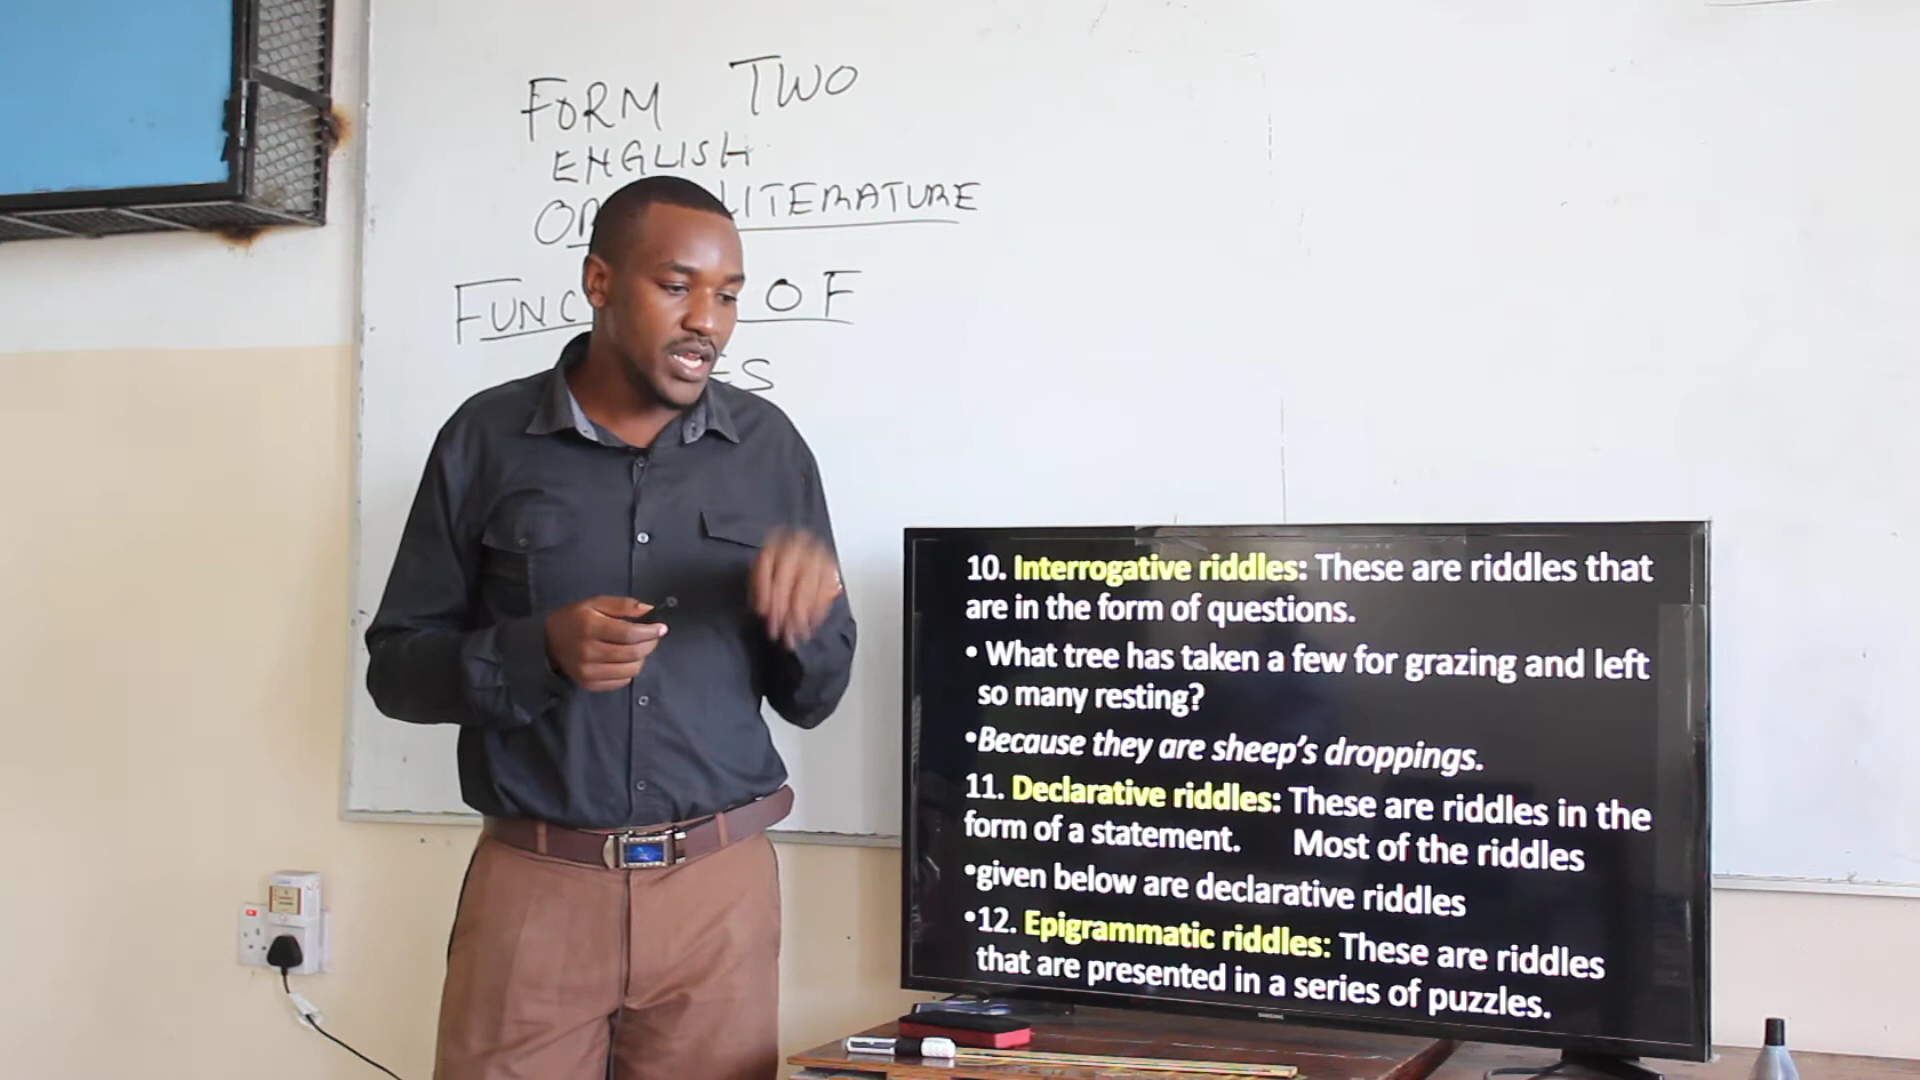 FORM TWO
ENGLISH
LITERATURE
OF
10. Interrogative riddles: These are riddles that
are in the form of questions.
• What tree has taken a few for grazing and left
so many resting?
•Because they are sheep's droppings.
11. Declarative riddles: These are riddles in the
form of a statement. Most of the riddles
•given below are declarative riddles
•12. Epigrammatic riddles: These are riddles
that are presented in a series of puzzles.
SAMSUNG